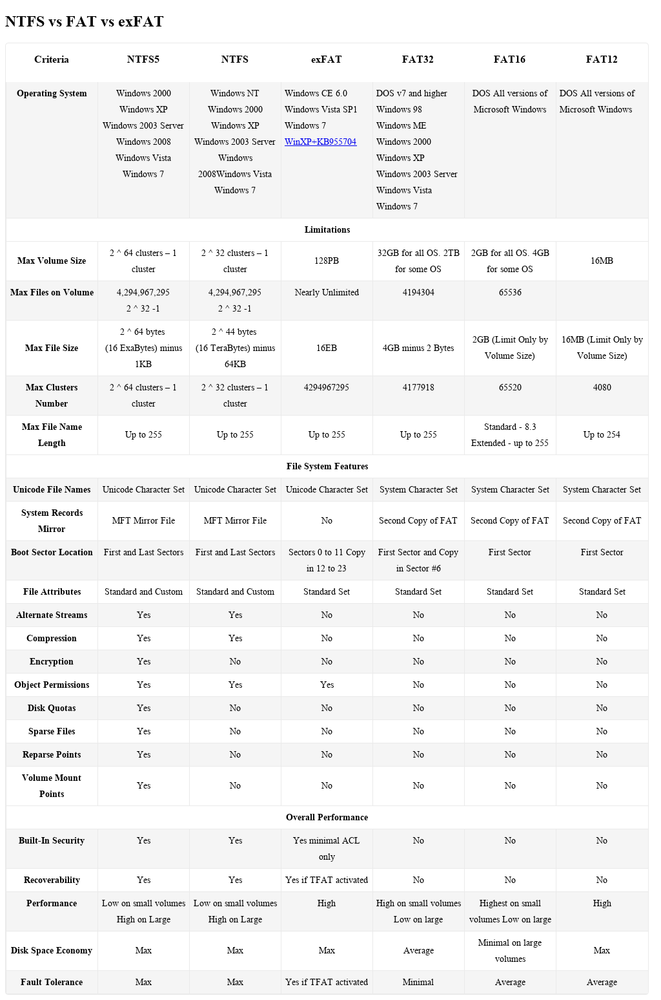 NTFS vs FAT vs exFAT
Criteria NTFS5 NTFS exFAT FAT32 FAT16 FAT12
Operating System
Windows 2000
Windows XP
Windows 2003 Server
Windows 2008
Windows Vista
Windows 7
Windows NT
Windows 2000
Windows XP
Windows 2003 Server
Windows
2008Windows Vista
Windows 7
Windows CE 6.0
Windows Vista SP1
Windows 7
WinXP+KB955704
DOS v7 and higher
Windows 98
Windows ME
Windows 2000
Windows XP
Windows 2003 Server
Windows Vista
Windows 7
DOS All versions of
Microsoft Windows
DOS All versions of
Microsoft Windows
Limitations
Max Volume Size
2 ^ 64 clusters – 1
cluster
2 ^ 32 clusters – 1
cluster
128PB
32GB for all OS. 2TB
for some OS
2GB for all OS. 4GB
for some OS
16MB
Max Files on Volume
4,294,967,295
2 ^ 32 -1
4,294,967,295
2 ^ 32 -1
Nearly Unlimited
4194304
65536
Max File Size
2 ^ 64 bytes
(16 ExaBytes) minus
1KB
2 ^ 44 bytes
(16 TeraBytes) minus
64KB
16EB
4GB minus 2 Bytes
2GB (Limit Only by
Volume Size)
16MB (Limit Only by
Volume Size)
Max Clusters
Number
2 ^ 64 clusters – 1
cluster
2 ^ 32 clusters – 1
cluster
4294967295
4177918
65520
4080
Max File Name
Length
Up to 255
Up to 255
Up to 255
Up to 255
Standard - 8.3
Extended - up to 255
Up to 254
File System Features
Unicode File Names Unicode Character Set Unicode Character Set Unicode Character Set System Character Set System Character Set System Character Set
System Records
Mirror
MFT Mirror File
MFT Mirror File
No
Second Copy of FAT
Second Copy of FAT
Second Copy of FAT
Boot Sector Location
First and Last Sectors
First and Last Sectors
Sectors 0 to 11 Copy
in 12 to 23
First Sector and Copy
in Sector #6
First Sector
First Sector
File Attributes Standard and Custom Standard and Custom Standard Set Standard Set Standard Set Standard Set
Alternate Streams Yes Yes No No No No
Compression Yes Yes No No No No
Encryption Yes No No No No No
Object Permissions Yes Yes Yes No No No
Disk Quotas Yes No No No No No
Sparse Files Yes No No No No No
Reparse Points Yes No No No No No
Volume Mount
Points
Yes No No No No No
Overall Performance
Built-In Security
Yes
Yes
Yes minimal ACL
only
No
No
No
Recoverability Yes Yes Yes if TFAT activated No No No
Performance
Low on small volumes
High on Large
Low on small volumes
High on Large
High
High on small volumes
Low on large
Highest on small
volumes Low on large
High
Disk Space Economy
Max
Max
Max
Average
Minimal on large
volumes
Max
Fault Tolerance Max Max Yes if TFAT activated Minimal Average Average